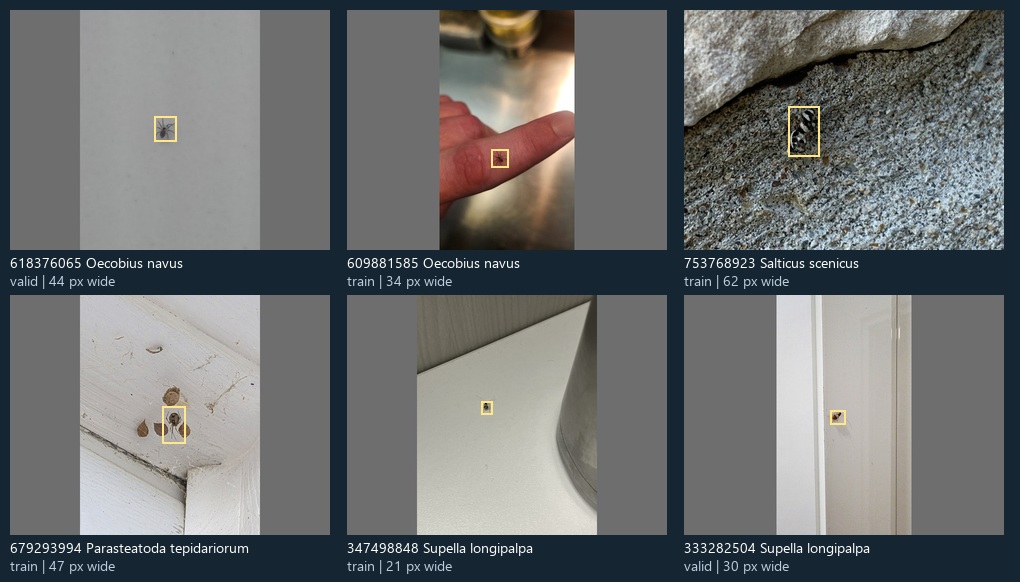 618376065 Oecobius navus
valid | 44 px wide
609881585 Oecobius navus
train | 34 px wide
753768923 Salticus scenicus
train | 62 px wide
679293994 Parasteatoda tepidariorum
train | 47 px wide
347498848 Supella longipalpa
train | 21 px wide
333282504 Supella longipalpa
valid | 30 px wide